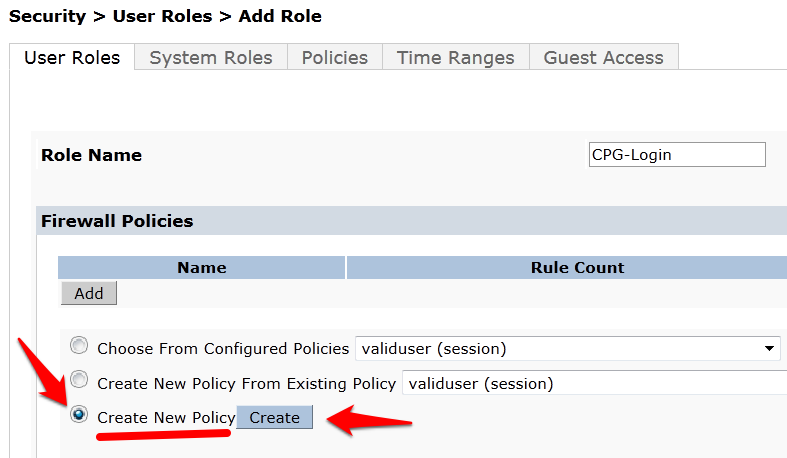 Security > User Roles > Add Role
User Roles System Roles Policies Time Ranges Guest Access
Role Name CPG-Login
Firewall Policies
Name Rule Count
Add
Choose From Configured Policies validuser (session)
Create New Policy From Existing Policy validuser (session)
Create New Policy Create